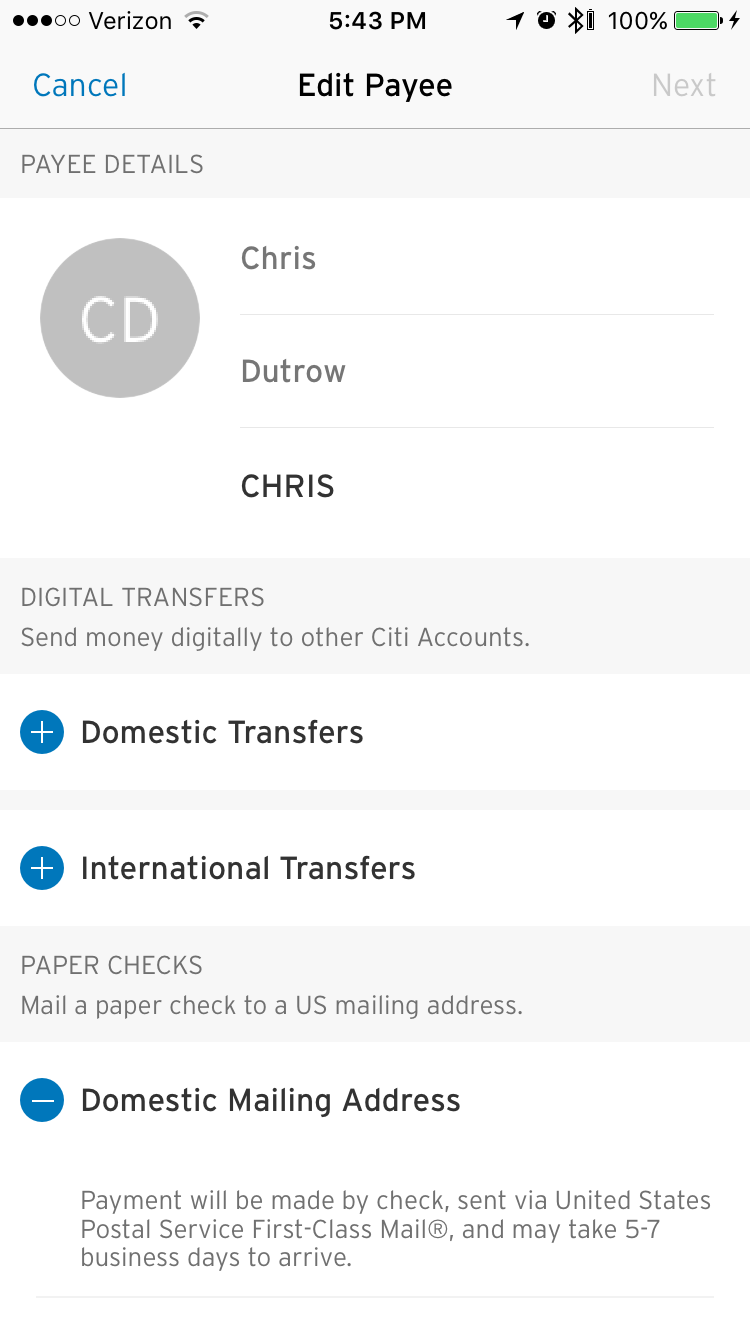 Verizon 5:43 PM 100%
Cancel Edit Payee Next
PAYEE DETAILS
CD
Chris
Dutrow
CHRIS
DIGITAL TRANSFERS
Send money digitally to other Citi Accounts.
Domestic Transfers
International Transfers
PAPER CHECKS
Mail a paper check to a US mailing address.
Domestic Mailing Address
Payment will be made by check, sent via United States
Postal Service First-Class Mail®, and may take 5-7
business days to arrive.